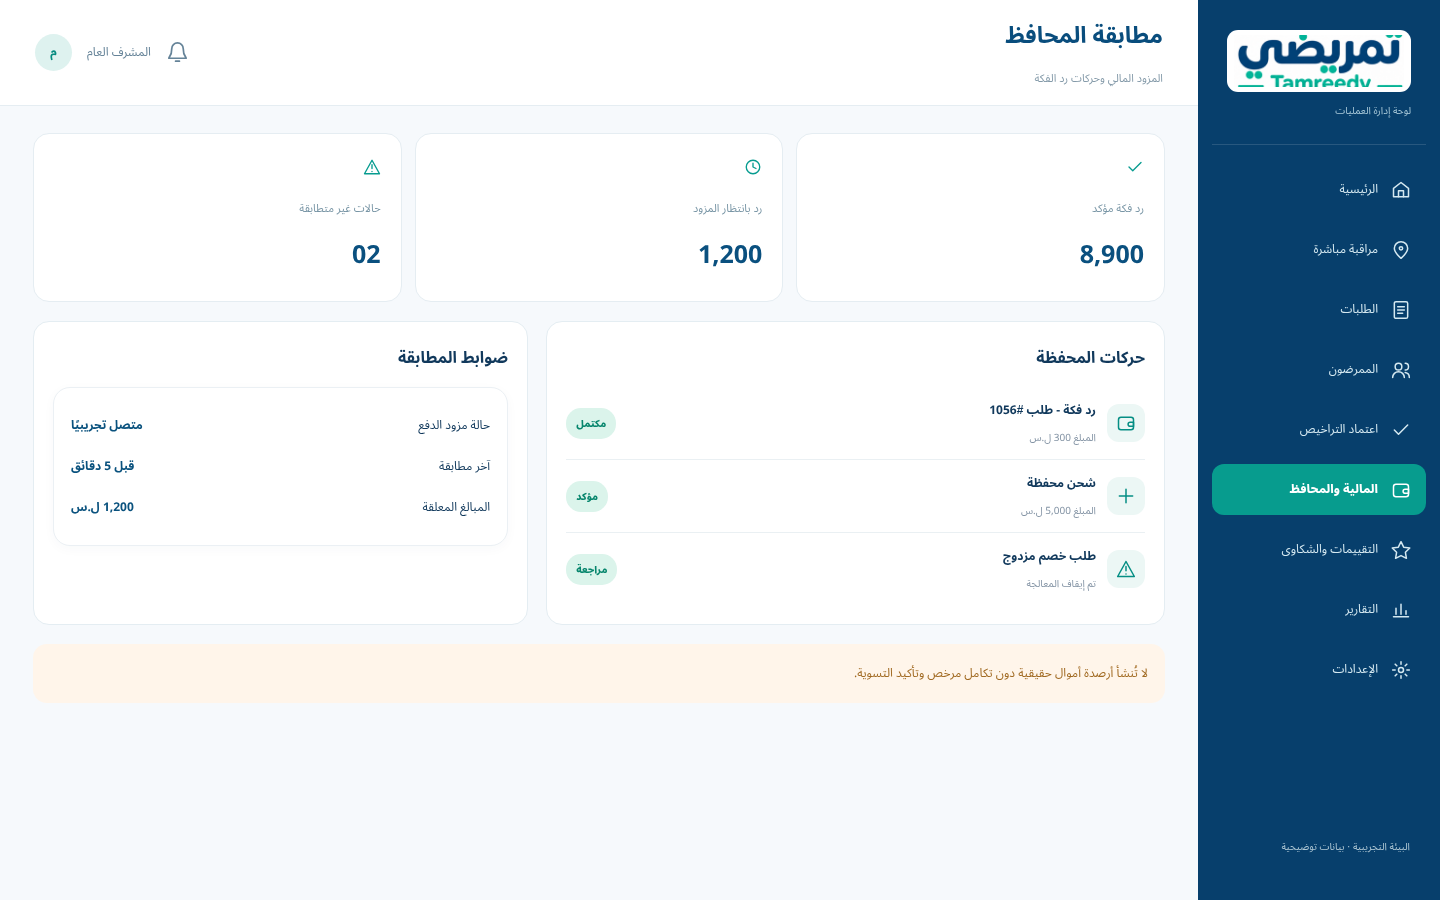 تمريضي
Tamreedy
لوحة إدارة العمليات
الرئيسية
مراقبة مباشرة
الطلبات
الممرضون
اعتماد التراخيص
المالية والمحافظ
التقييمات والشكاوى
التقارير
الإعدادات
البيئة التجريبية · بيانات توضيحية
مطابقة المحافظ
المزود المالي وحركات رد الفكة
المشرف العام
م
رد فكة مؤكد
8,900
رد بانتظار المزود
1,200
حالات غير متطابقة
02
حركات المحفظة
رد فكة - طلب #1056
المبلغ 300 ل.س
مكتمل
شحن محفظة
المبلغ 5,000 ل.س
مؤكد
طلب خصم مزدوج
تم إيقاف المعالجة
مراجعة
ضوابط المطابقة
حالة مزود الدفع
متصل تجريبيًا
آخر مطابقة
قبل 5 دقائق
المبالغ المعلقة
1,200 ل.س
لا تُنشأ أرصدة أموال حقيقية دون تكامل مرخص وتأكيد التسوية.